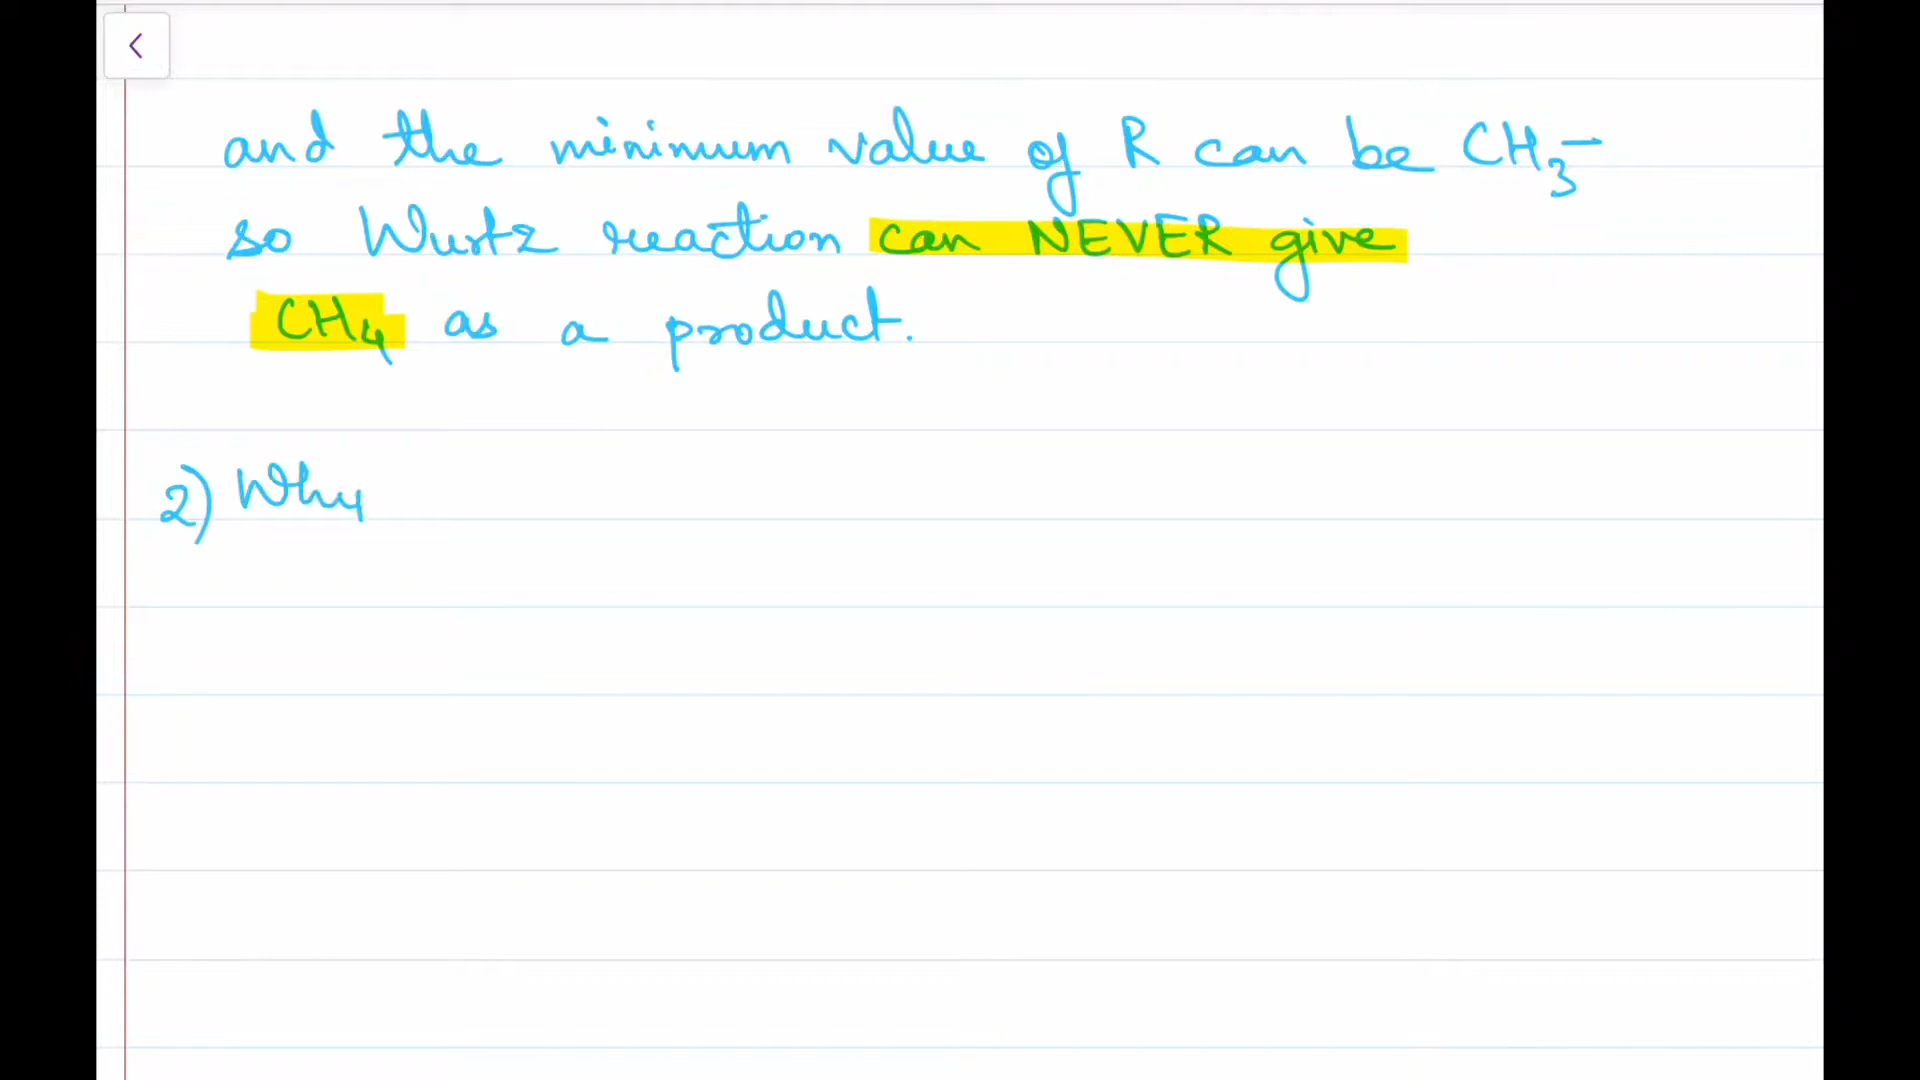 and the minimum value of R can be CH₃-
so Wurtz reaction can NEVER give
CH₄ as a product.
2) Why